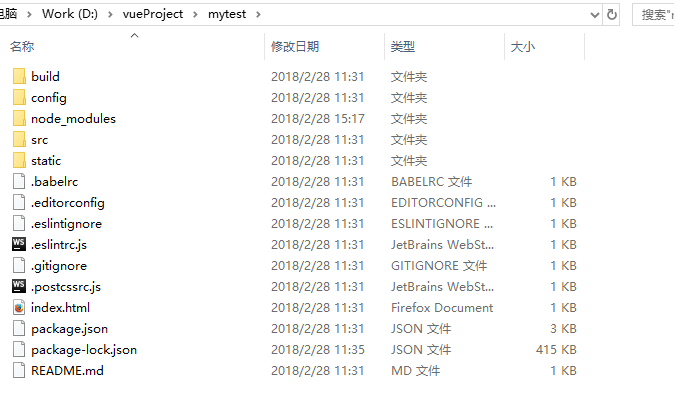 电脑 › Work (D:) › vueProject › mytest ›
搜索"m
名称 修改日期 类型 大小
build 2018/2/28 11:31 文件夹
config 2018/2/28 11:31 文件夹
node_modules 2018/2/28 15:17 文件夹
src 2018/2/28 11:31 文件夹
static 2018/2/28 11:31 文件夹
.babelrc 2018/2/28 11:31 BABELRC 文件 1 KB
.editorconfig 2018/2/28 11:31 EDITORCONFIG ... 1 KB
.eslintignore 2018/2/28 11:31 ESLINTIGNORE ... 1 KB
WS .eslintrc.js 2018/2/28 11:31 JetBrains WebSt... 1 KB
.gitignore 2018/2/28 11:31 GITIGNORE 文件 1 KB
WS .postcssrc.js 2018/2/28 11:31 JetBrains WebSt... 1 KB
index.html 2018/2/28 11:31 Firefox Document 1 KB
package.json 2018/2/28 11:31 JSON 文件 3 KB
package-lock.json 2018/2/28 11:35 JSON 文件 415 KB
README.md 2018/2/28 11:31 MD 文件 1 KB